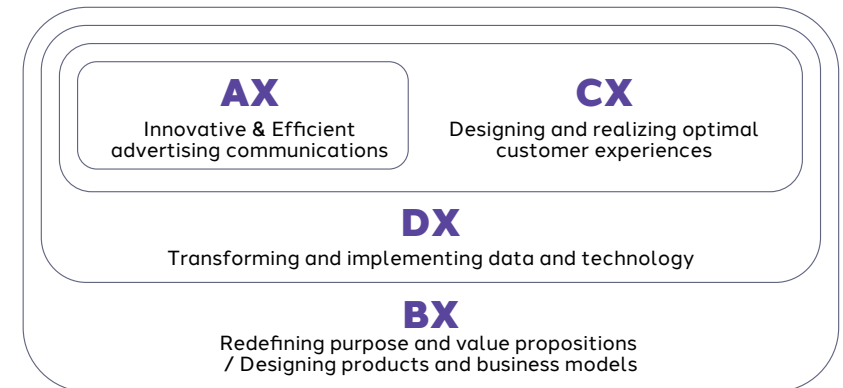 AX
Innovative & Efficient
advertising communications
CX
Designing and realizing optimal
customer experiences
DX
Transforming and implementing data and technology
BX
Redefining purpose and value propositions
/ Designing products and business models